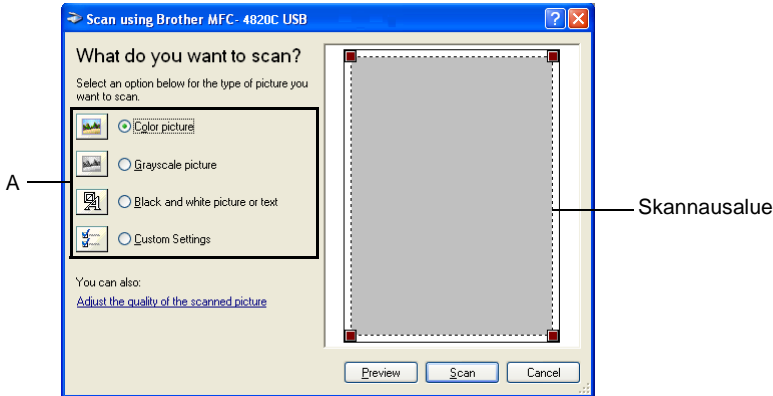 Scan using Brother MFC- 4820C USB
What do you want to scan?
Select an option below for the type of picture you
want to scan.
Color picture
Grayscale picture
A
Black and white picture or text
Skannausalue
Custom Settings
You can also:
Adjust the quality of the scanned picture
Preview Scan Cancel